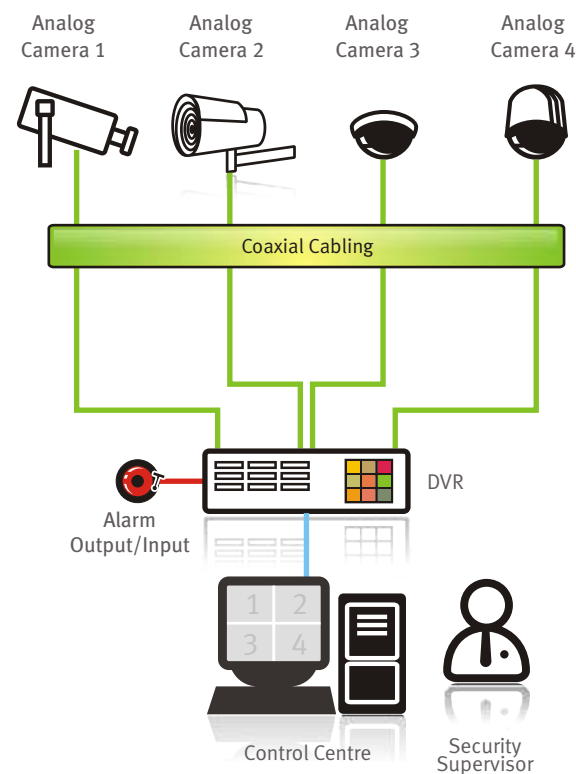 Analog
Camera 1
Analog
Camera 2
Analog
Camera 3
Analog
Camera 4
Coaxial Cabling
DVR
Alarm
Output/Input
1 2
3 4
Control Centre
Security
Supervisor